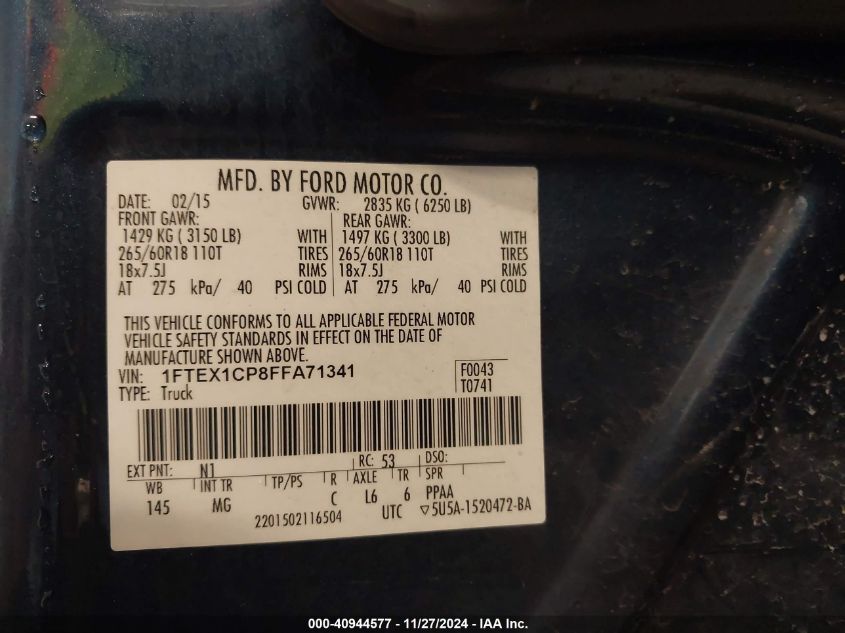 MFD. BY FORD MOTOR CO.
DATE: 02/15 GVWR: 2835 KG ( 6250 LB)
FRONT GAWR: REAR GAWR:
1429 KG ( 3150 LB) WITH 1497 KG ( 3300 LB) WITH
265/60R18 110T TIRES 265/60R18 110T TIRES
18x7.5J RIMS 18x7.5J RIMS
AT 275 kPa/ 40 PSI COLD AT 275 kPa/ 40 PSI COLD
THIS VEHICLE CONFORMS TO ALL APPLICABLE FEDERAL MOTOR
VEHICLE SAFETY STANDARDS IN EFFECT ON THE DATE OF
MANUFACTURE SHOWN ABOVE.
VIN: 1FTEX1CP8FFA71341 F0043
TYPE: Truck T0741
EXT PNT: N1 RC: 53 DSO:
WB INT TR TP/PS R AXLE TR SPR
145 MG C L6 6 PPAA
2201502116504 UTC ▽5U5A-1520472-BA
000-40944577 - 11/27/2024 - IAA Inc.